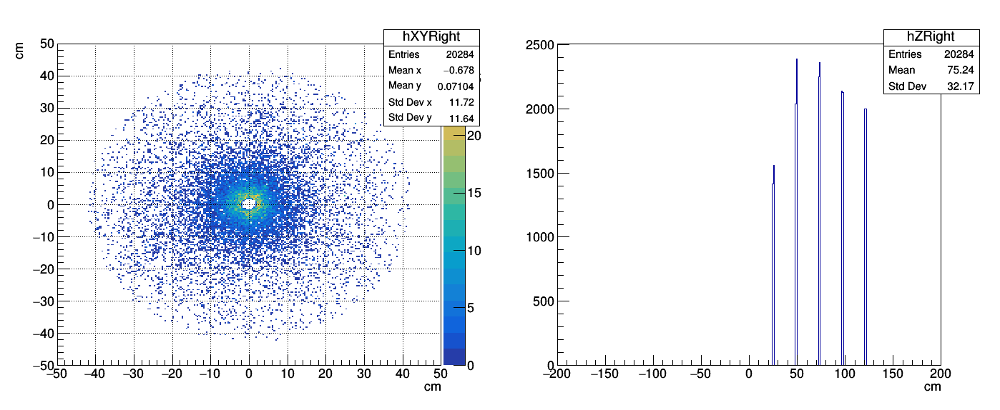 hXYRight
Entries 20284
Mean x −0.678
Mean y 0.07104
Std Dev x 11.72
Std Dev y 11.64
cm
50
40
30
20
10
0
−10
−20
−30
−40
−50
−50 −40 −30 −20 −10 0 10 20 30 40 50
cm
20
15
10
5
0
hZRight
Entries 20284
Mean 75.24
Std Dev 32.17
2500
2000
1500
1000
500
0
−200 −150 −100 −50 0 50 100 150 200
cm